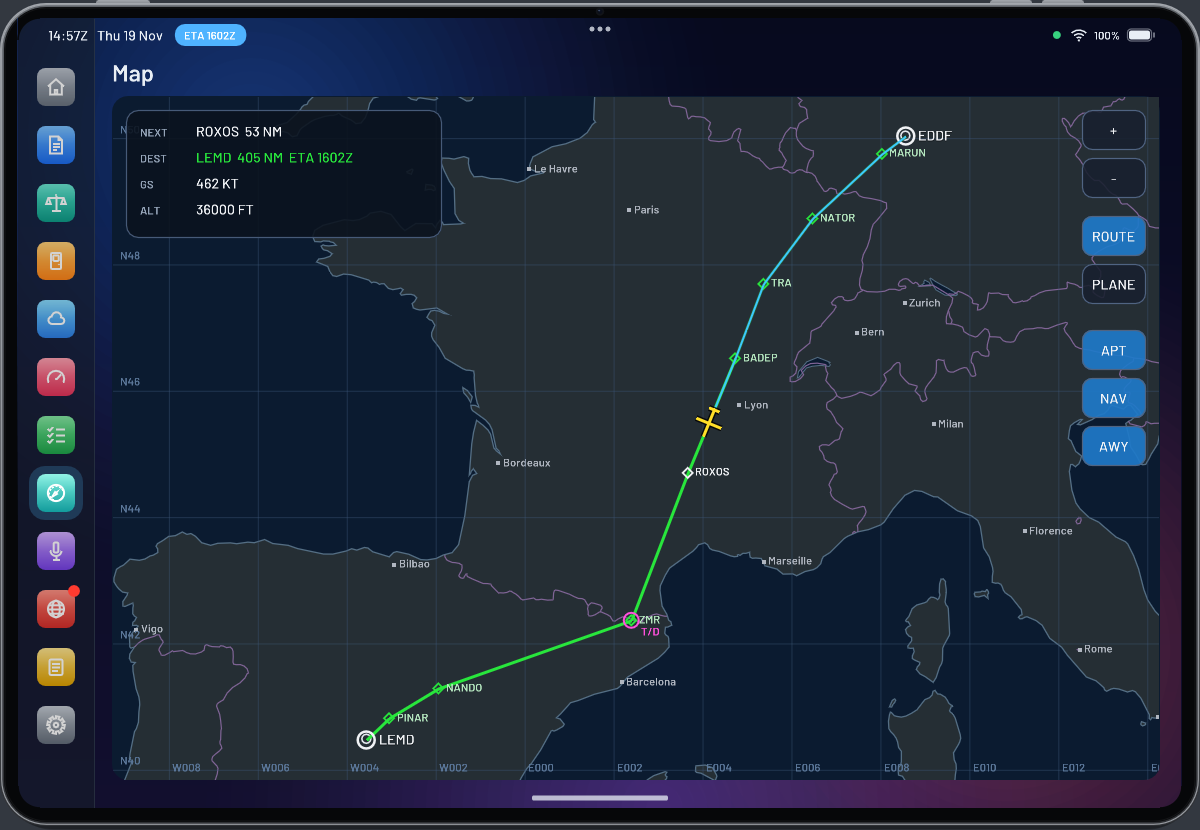 14:57Z Thu 19 Nov ETA 1602Z
100%
Map
NEXT ROXOS 53 NM
DEST LEMD 405 NM ETA 1602Z
GS 462 KT
ALT 36000 FT
+
-
ROUTE
PLANE
APT
NAV
AWY
EDDF
MARUN
Le Havre
Paris
NATOR
N48
TRA
Zurich
Bern
BADEP
N46
Lyon
Milan
Bordeaux
ROXOS
N44
Florence
Bilbao
Marseille
ZMR
T/D
Vigo
N42
Rome
Barcelona
NANDO
PINAR
LEMD
N40
W008 W006 W004 W002 E000 E002 E004 E006 E008 E010 E012